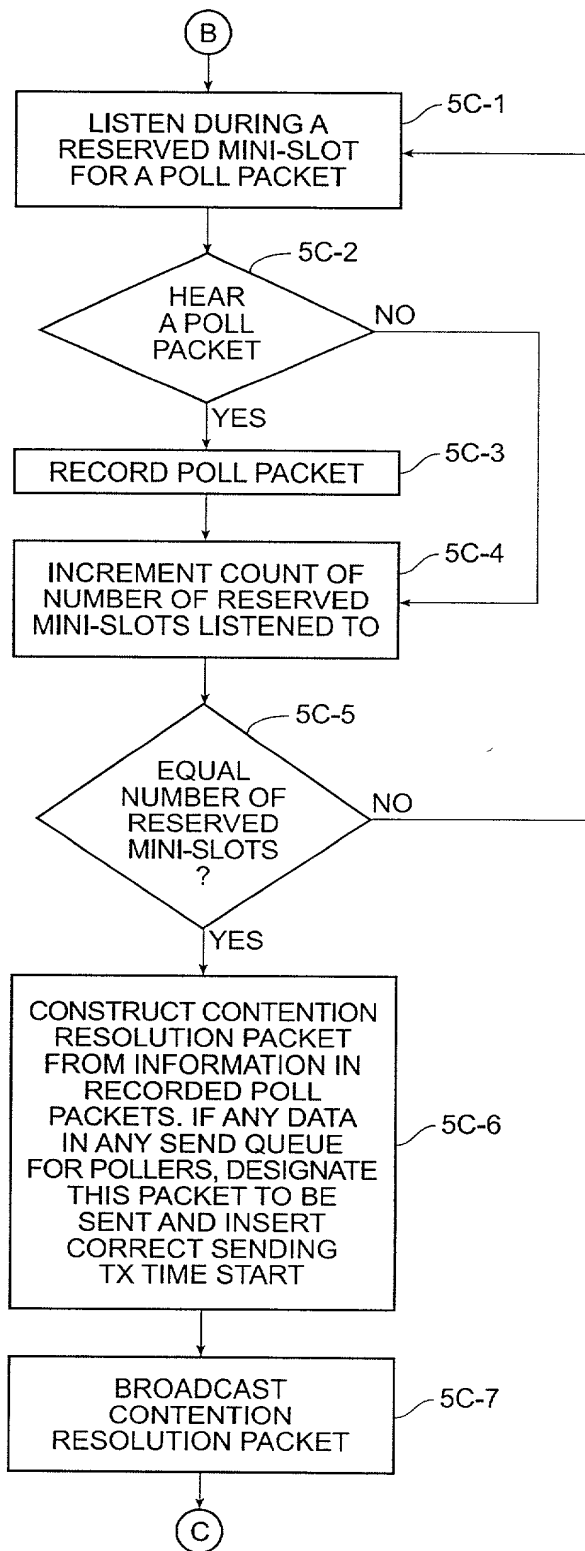 B
LISTEN DURING A
RESERVED MINI-SLOT
FOR A POLL PACKET
5C-1
5C-2
HEAR
A POLL
PACKET
NO
YES
RECORD POLL PACKET
5C-3
5C-4
INCREMENT COUNT OF
NUMBER OF RESERVED
MINI-SLOTS LISTENED TO
5C-5
EQUAL
NUMBER OF
RESERVED
MINI-SLOTS
?
NO
YES
CONSTRUCT CONTENTION
RESOLUTION PACKET
FROM INFORMATION IN
RECORDED POLL
PACKETS. IF ANY DATA
IN ANY SEND QUEUE
FOR POLLERS, DESIGNATE
THIS PACKET TO BE
SENT AND INSERT
CORRECT SENDING
TX TIME START
5C-6
BROADCAST
CONTENTION
RESOLUTION PACKET
5C-7
C